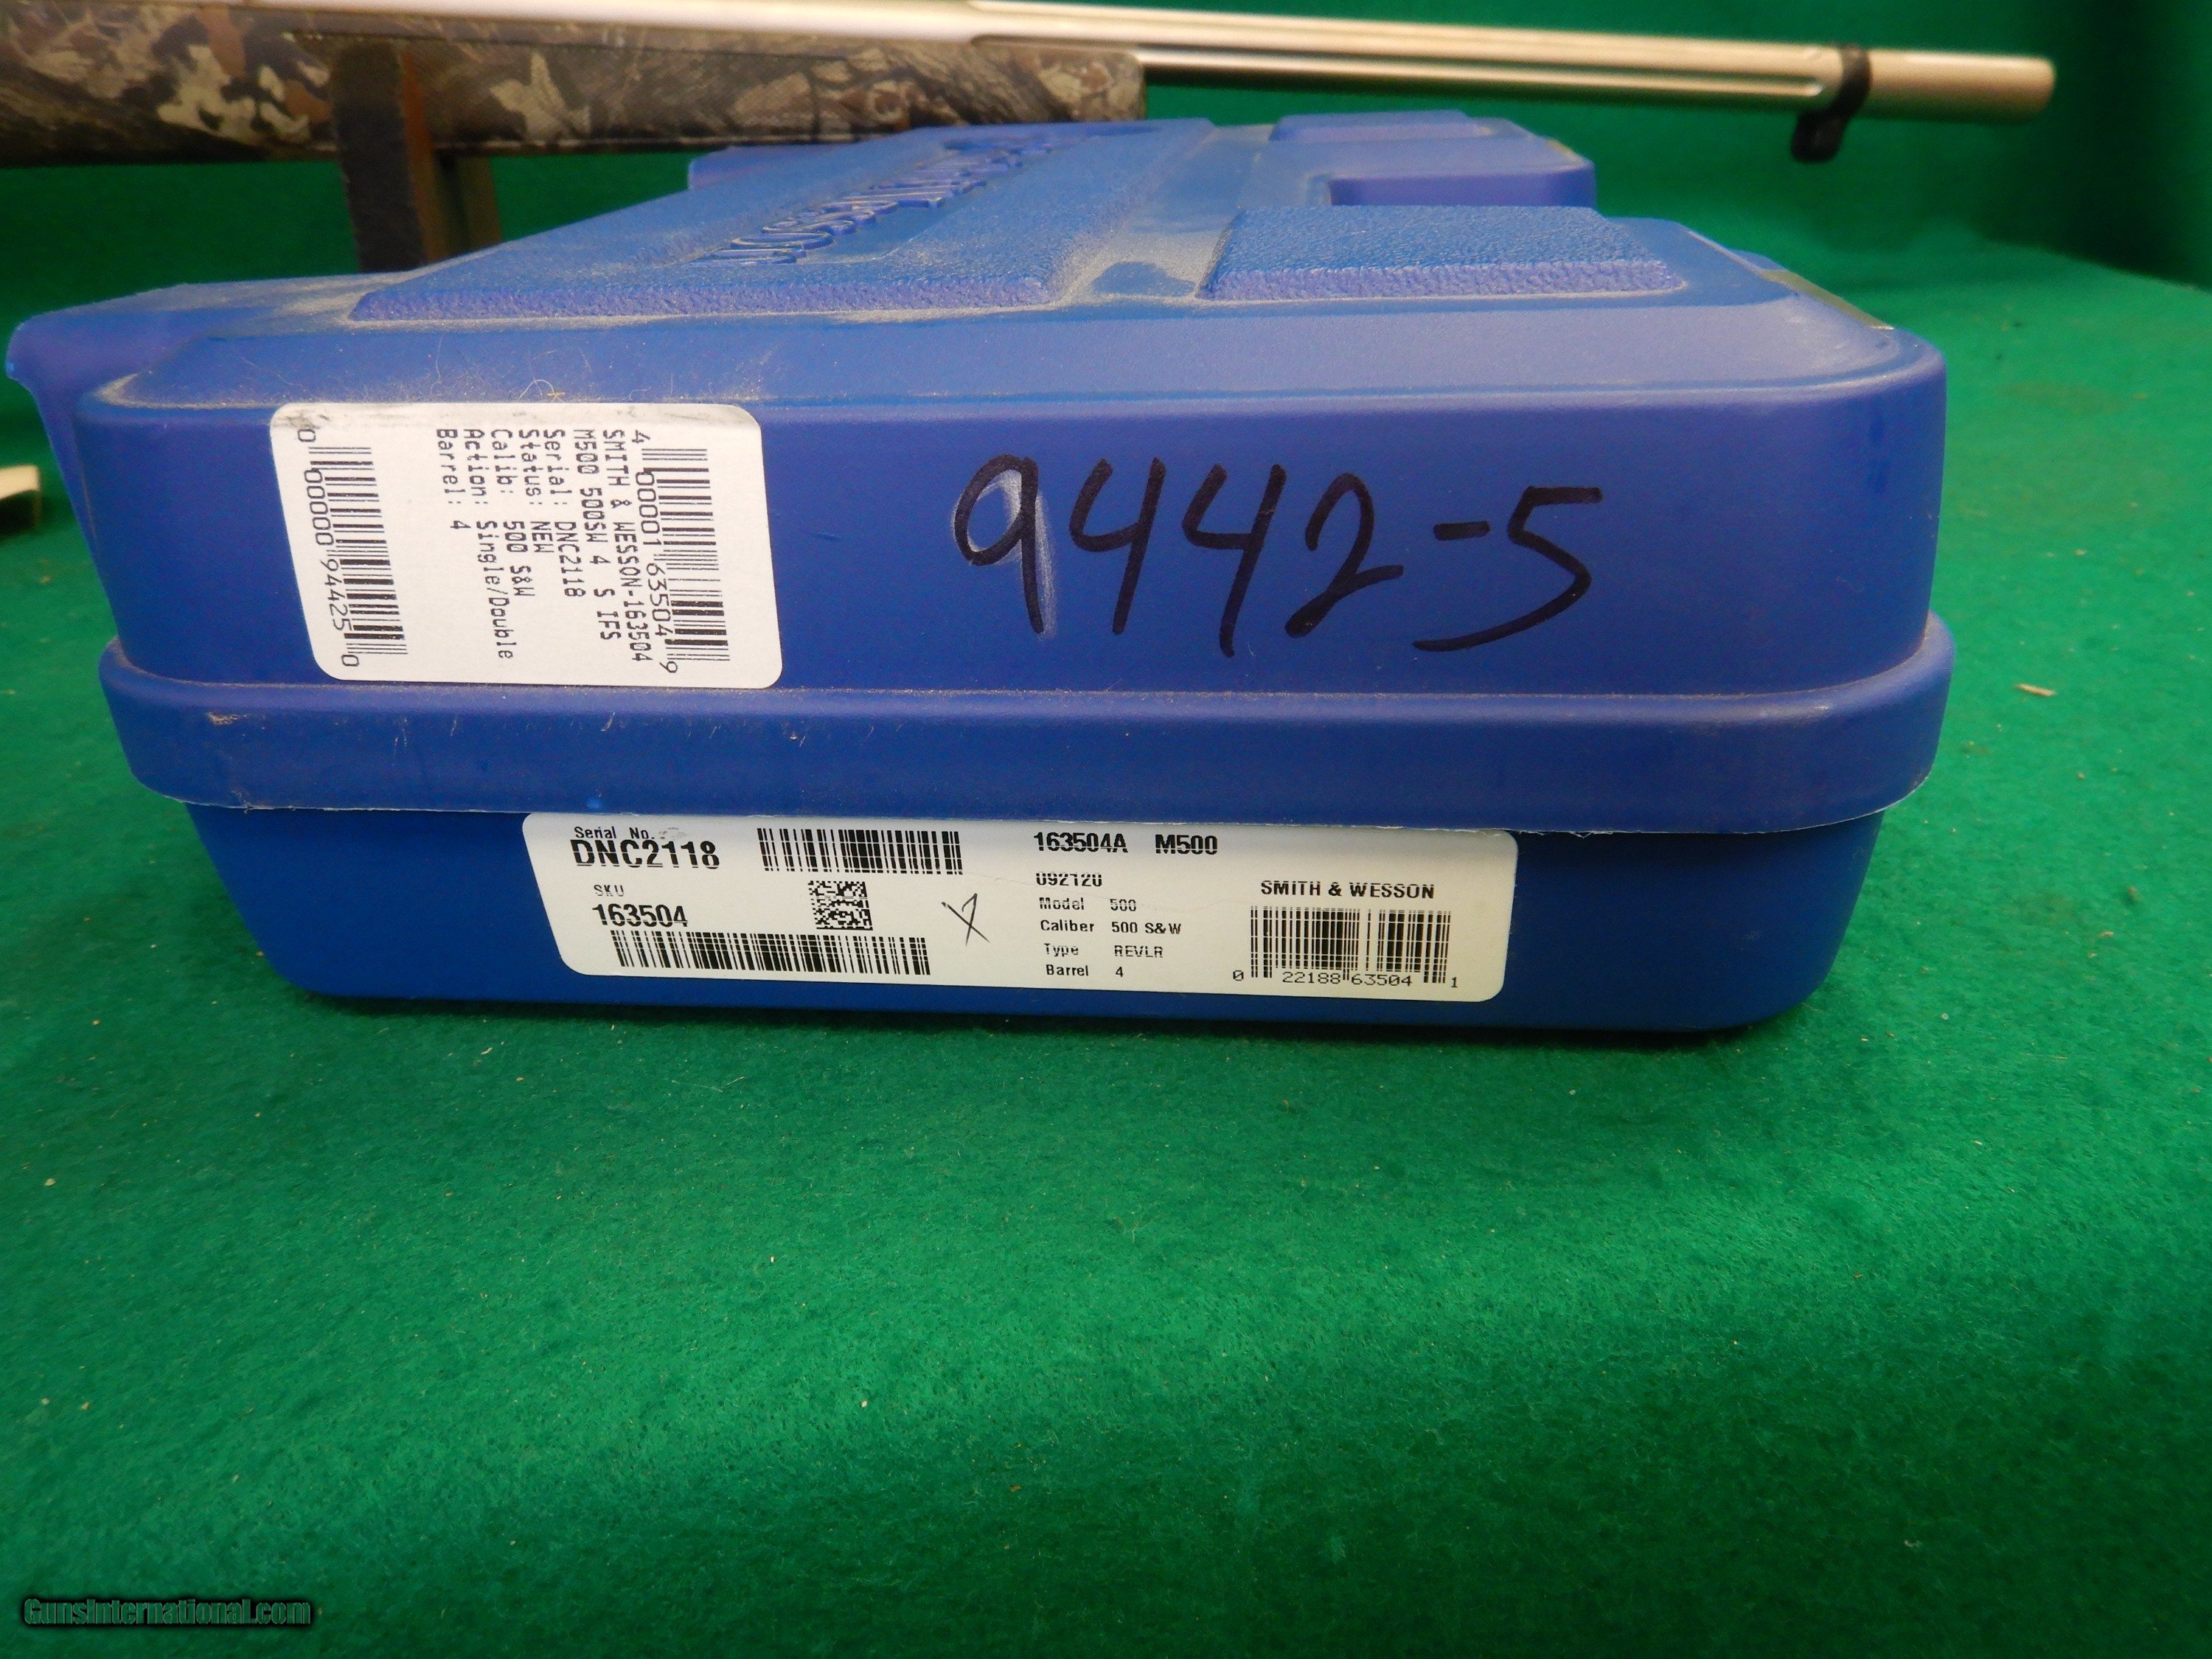 4 000001 63504 9
SMITH & WESSON-163504
M500 500SW 4 S IFS
Serial: DNC2118
Status: NEW
Calib: 500 S&W
Action: Single/Double
Barrel: 4
0 00000 94425 0
9442-5
Serial No.
DNC2118
SKU
163504
X
163504A M500
092120
Model 500
Caliber 500 S&W
Type REVLR
Barrel 4
SMITH & WESSON
0 22188 63504 1
GunsInternational.com